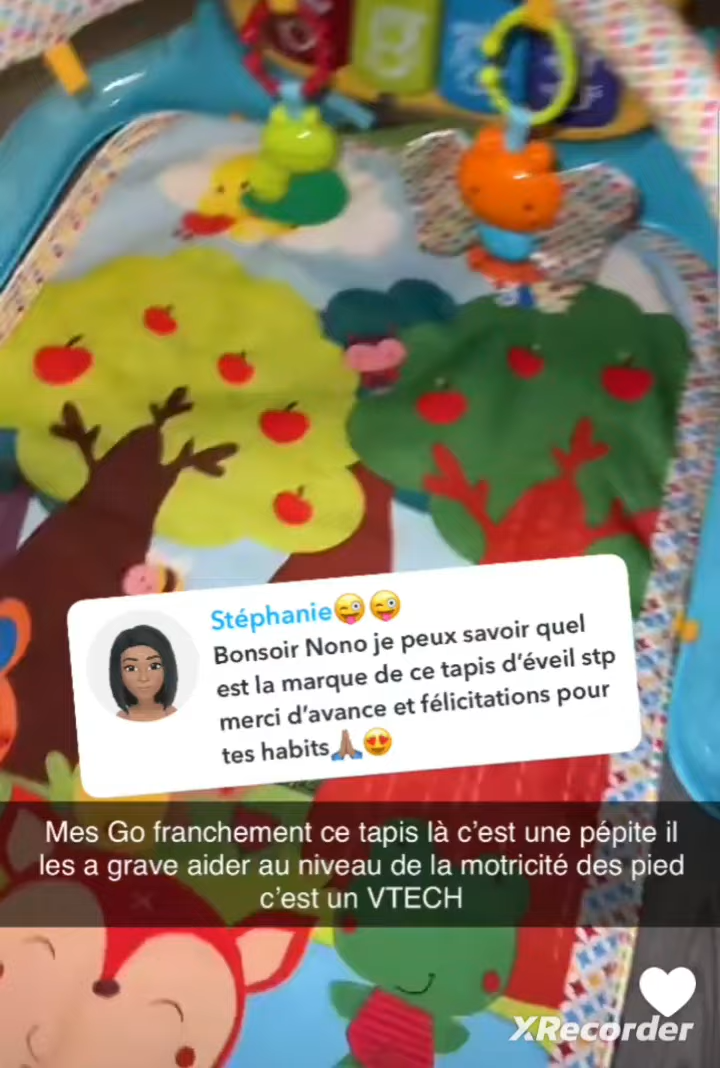 Stéphanie😜😜
Bonsoir Nono je peux savoir quel
est la marque de ce tapis d’éveil stp
merci d’avance et félicitations pour
tes habits🙏🏽😍
Mes Go franchement ce tapis là c’est une pépite il
les a grave aider au niveau de la motricité des pied
c’est un VTECH
XRecorder